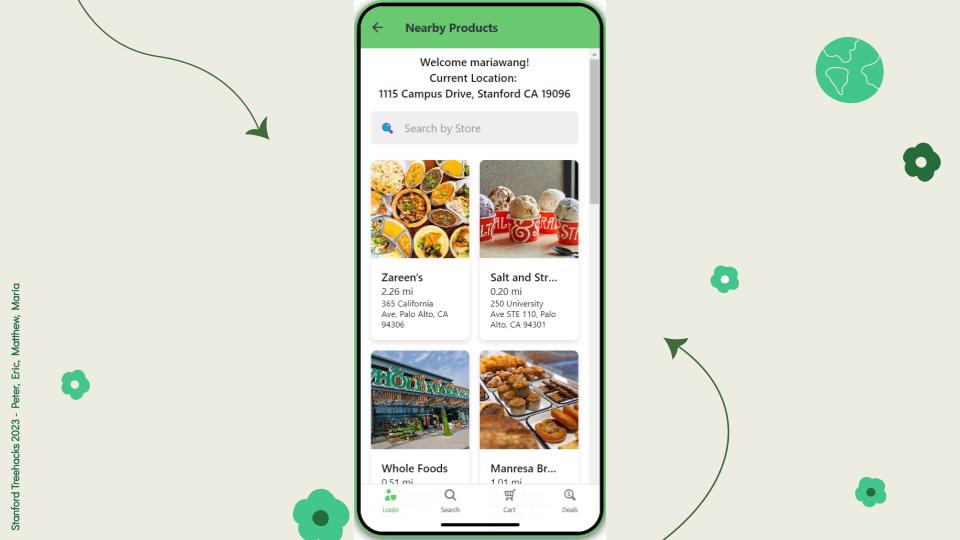 Nearby Products
Welcome mariawang!
Current Location:
1115 Campus Drive, Stanford CA 19096
Search by Store
Zareen's
2.26 mi
365 California
Ave, Palo Alto, CA
94306
Salt and Str...
0.20 mi
250 University
Ave STE 110, Palo
Alto, CA 94301
Whole Foods
0.51 mi
Manresa Br...
1.01 mi
Login
Search
Cart
Deals
Stanford Treehacks 2023 - Peter, Eric, Matthew, Maria